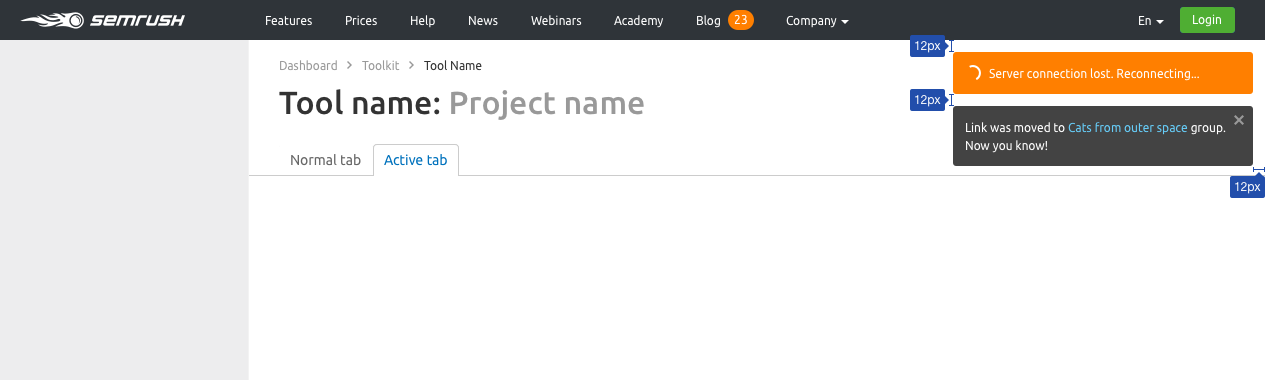 SEMRUSH Features Prices Help News Webinars Academy Blog 23 Company En Login
12px
Dashboard Toolkit Tool Name
Server connection lost. Reconnecting...
Tool name: Project name
12px
Link was moved to Cats from outer space group.
Now you know!
Normal tab Active tab
12px